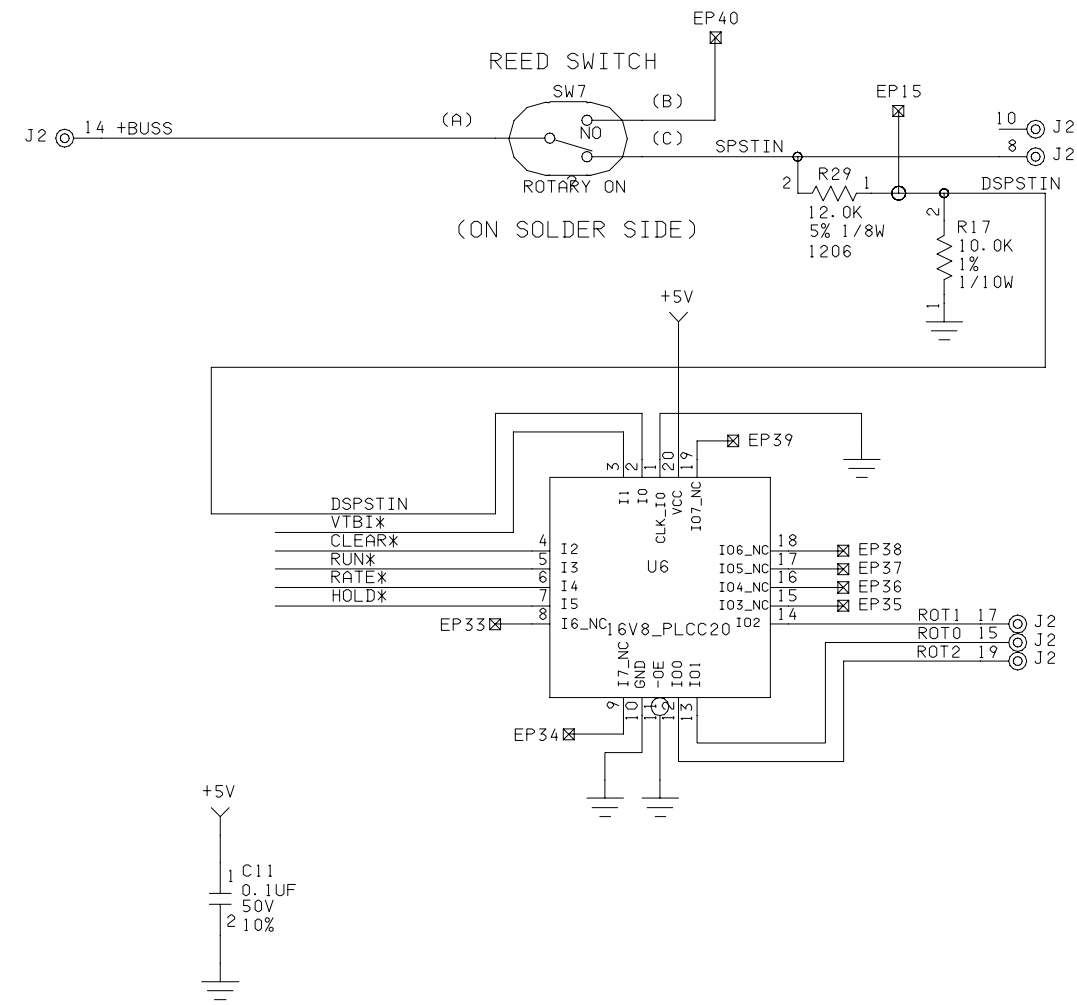 EP40
REED SWITCH
SW7
(B)
EP15
J2 14 +BUSS
(A)
NO
(C)
SPSTIN
10 J2
8 J2
ROTARY ON
2 R29 1
DSPSTIN
12.0K
5% 1/8W
1206
(ON SOLDER SIDE)
2
R17
10.0K
1%
1/10W
1
+5V
3 2 1 20 19
EP39
I1 I0 CLK_I0 VCC IO7_NC
DSPSTIN
VTBI*
CLEAR* 4 I2
RUN* 5 I3
RATE* 6 I4
HOLD* 7 I5
EP33 8 I6_NC
U6
16V8_PLCC20
IO6_NC 18 EP38
IO5_NC 17 EP37
IO4_NC 16 EP36
IO3_NC 15 EP35
IO2 14
ROT1 17 J2
ROT0 15 J2
ROT2 19 J2
I7_NC GND -OE IO0 IO1
9 10 11 12 13
EP34
+5V
1 C11
0.1UF
50V
2 10%